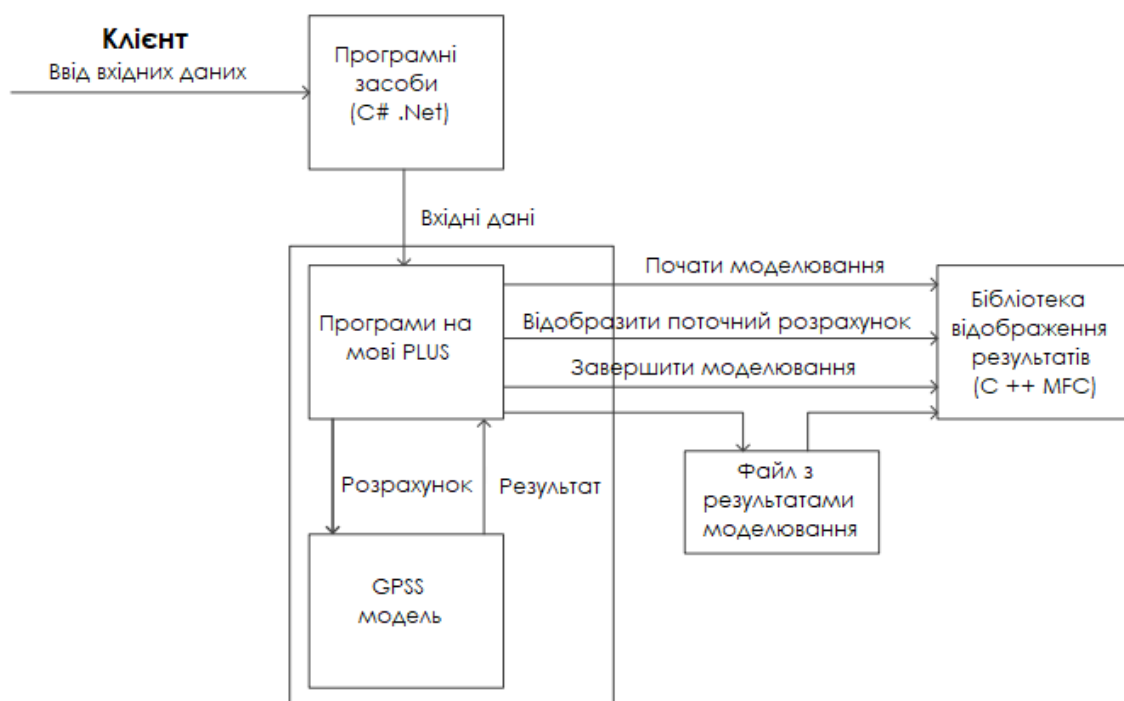 Клієнт
Ввід вхідних даних
Програмні
засоби
(C# .Net)
Вхідні дані
Програми на
мові PLUS
Почати моделювання
Відобразити поточний розрахунок
Завершити моделювання
Бібліотека
відображення
результатів
(C ++ MFC)
Розрахунок
Результат
Файл з
результатами
моделювання
GPSS
модель